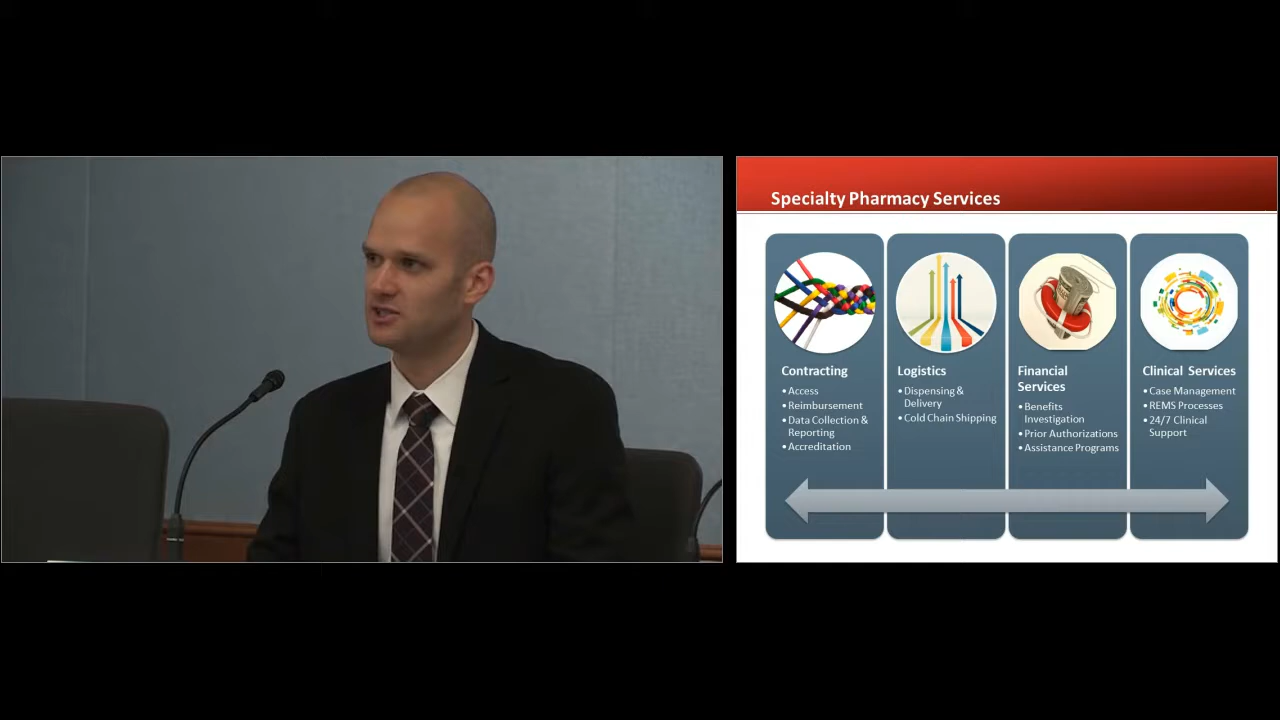 Specialty Pharmacy Services
Contracting
• Access
• Reimbursement
• Data Collection &
Reporting
• Accreditation
Logistics
• Dispensing &
Delivery
• Cold Chain Shipping
Financial
Services
• Benefits
Investigation
• Prior Authorizations
• Assistance Programs
Clinical Services
• Case Management
• REMS Processes
• 24/7 Clinical
Support